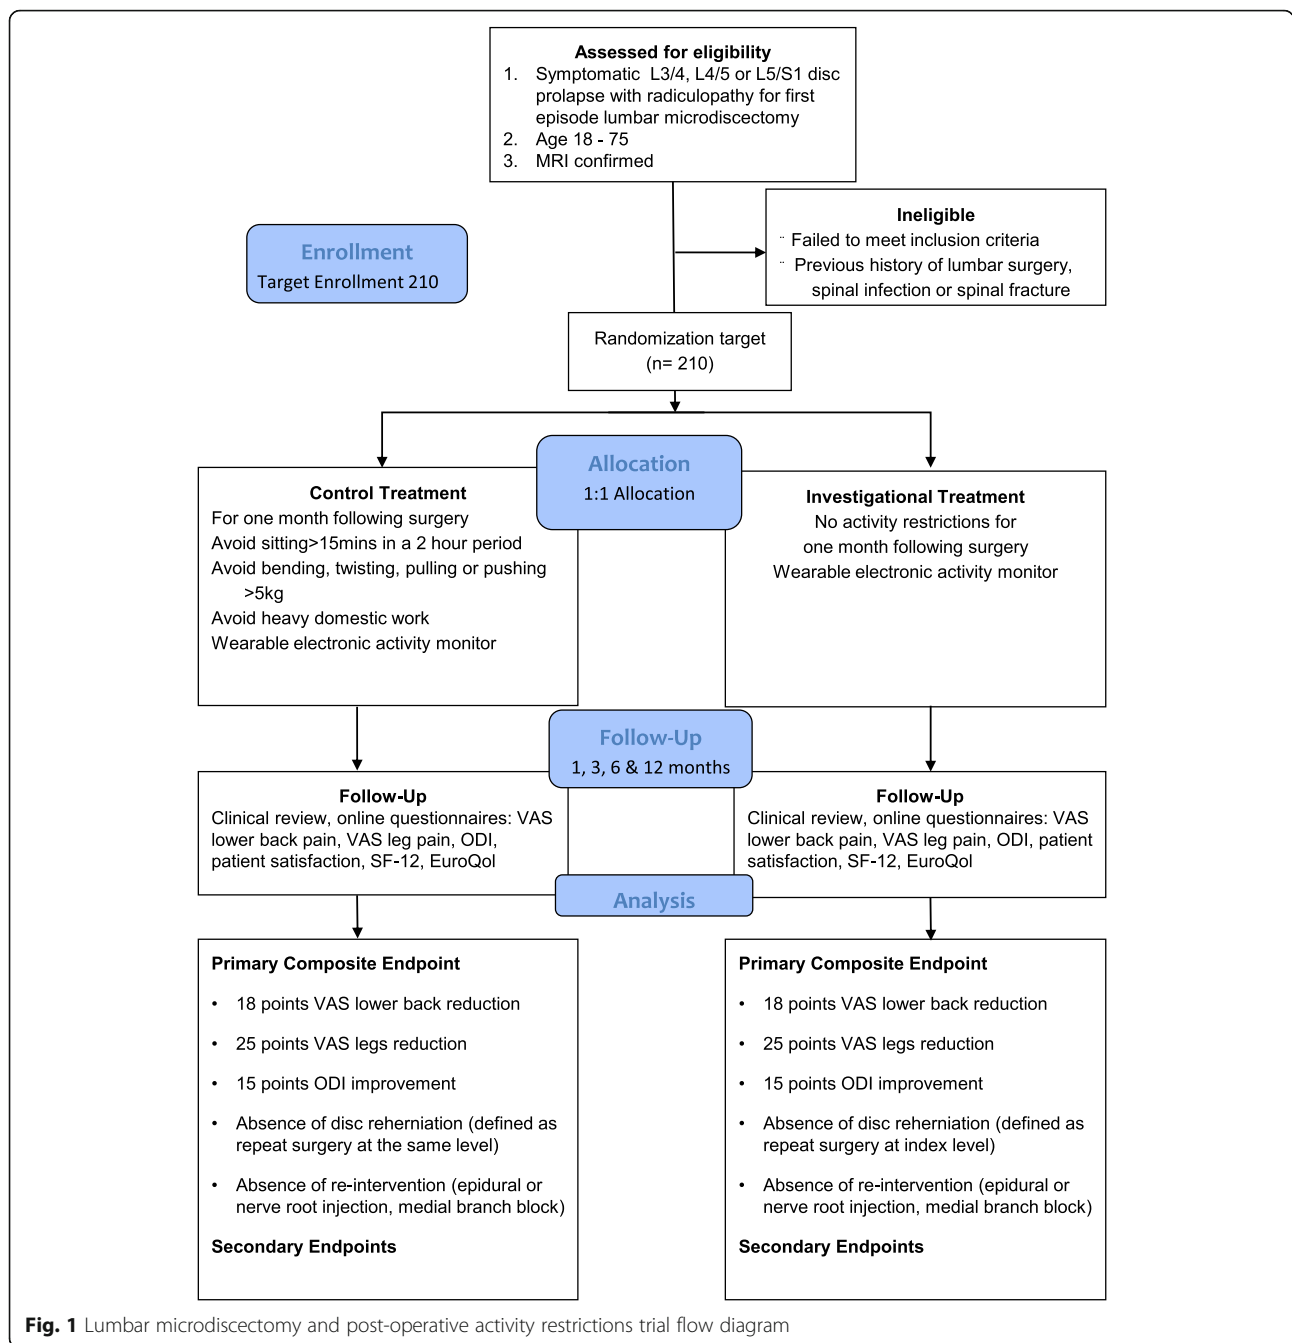 Assessed for eligibility
1. Symptomatic L3/4, L4/5 or L5/S1 disc
prolapse with radiculopathy for first
episode lumbar microdiscectomy
2. Age 18 - 75
3. MRI confirmed
Ineligible
¨ Failed to meet inclusion criteria
¨ Previous history of lumbar surgery,
spinal infection or spinal fracture
Enrollment
Target Enrollment 210
Randomization target
(n= 210)
Allocation
1:1 Allocation
Control Treatment
For one month following surgery
Avoid sitting>15mins in a 2 hour period
Avoid bending, twisting, pulling or pushing
>5kg
Avoid heavy domestic work
Wearable electronic activity monitor
Investigational Treatment
No activity restrictions for
one month following surgery
Wearable electronic activity monitor
Follow-Up
1, 3, 6 & 12 months
Follow-Up
Clinical review, online questionnaires: VAS
lower back pain, VAS leg pain, ODI,
patient satisfaction, SF-12, EuroQol
Follow-Up
Clinical review, online questionnaires: VAS
lower back pain, VAS leg pain, ODI, patient
satisfaction, SF-12, EuroQol
Analysis
Primary Composite Endpoint
• 18 points VAS lower back reduction
• 25 points VAS legs reduction
• 15 points ODI improvement
• Absence of disc reherniation (defined as
repeat surgery at the same level)
• Absence of re-intervention (epidural or
nerve root injection, medial branch block)
Secondary Endpoints
Primary Composite Endpoint
• 18 points VAS lower back reduction
• 25 points VAS legs reduction
• 15 points ODI improvement
• Absence of disc reherniation (defined as
repeat surgery at index level)
• Absence of re-intervention (epidural or
nerve root injection, medial branch block)
Secondary Endpoints
Fig. 1 Lumbar microdiscectomy and post-operative activity restrictions trial flow diagram